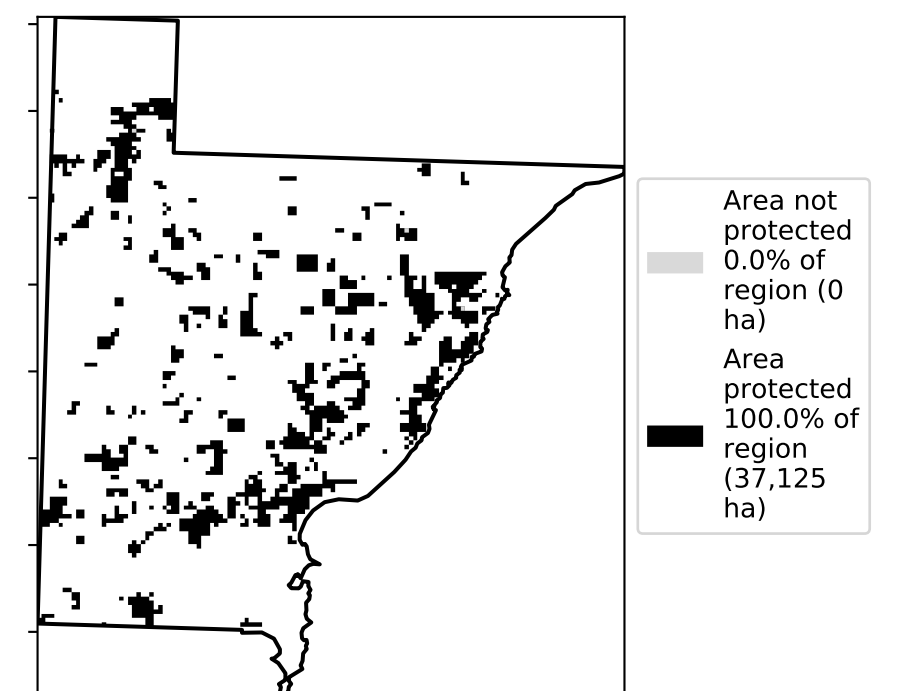 Area not
protected
0.0% of
region (0
ha)
Area
protected
100.0% of
region
(37,125
ha)